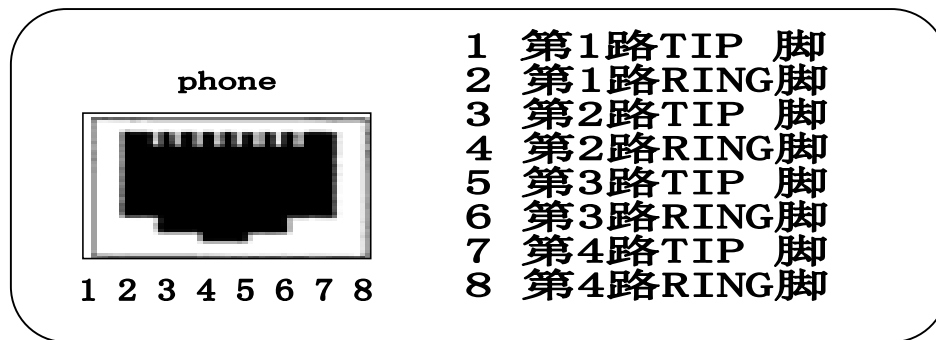 phone
1 2 3 4 5 6 7 8
1 第1路TIP 脚
2 第1路RING脚
3 第2路TIP 脚
4 第2路RING脚
5 第3路TIP 脚
6 第3路RING脚
7 第4路TIP 脚
8 第4路RING脚